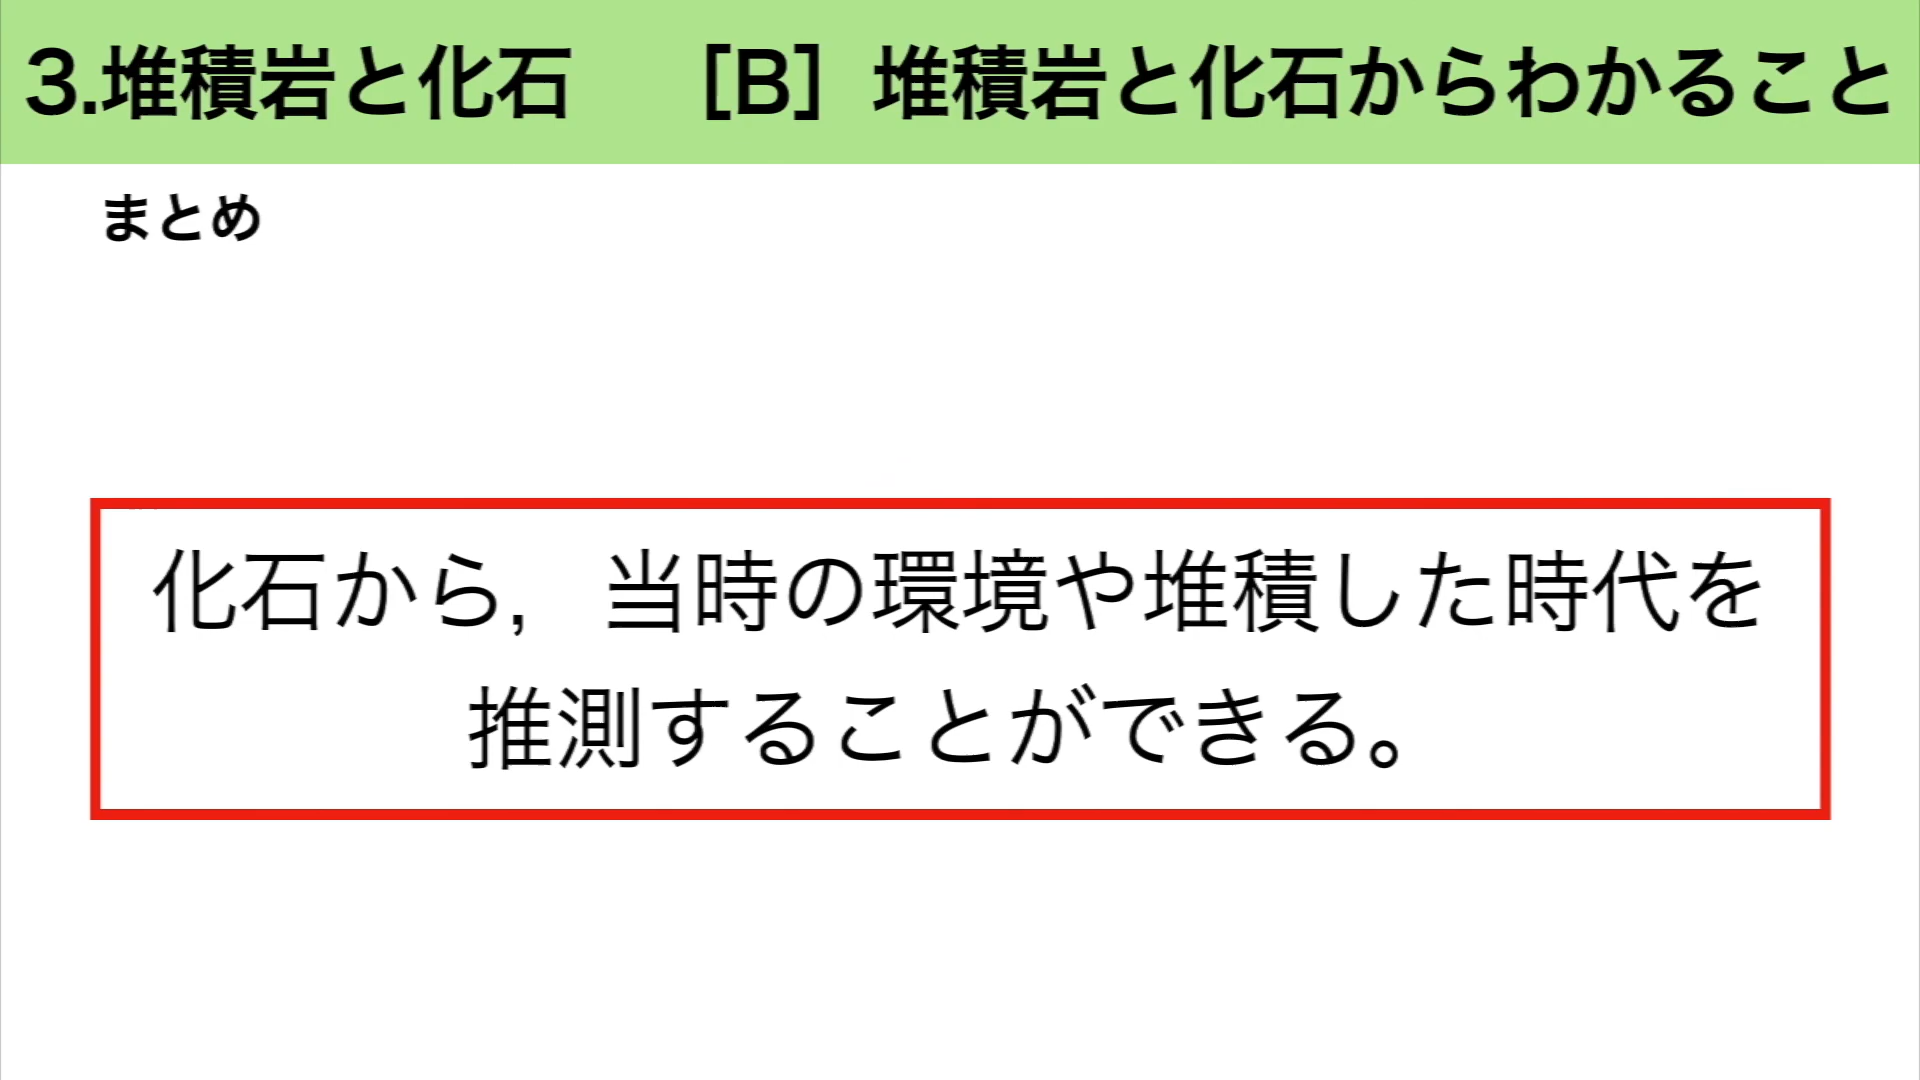 3.堆積岩と化石　［B］堆積岩と化石からわかること
まとめ
化石から，当時の環境や堆積した時代を
推測することができる。